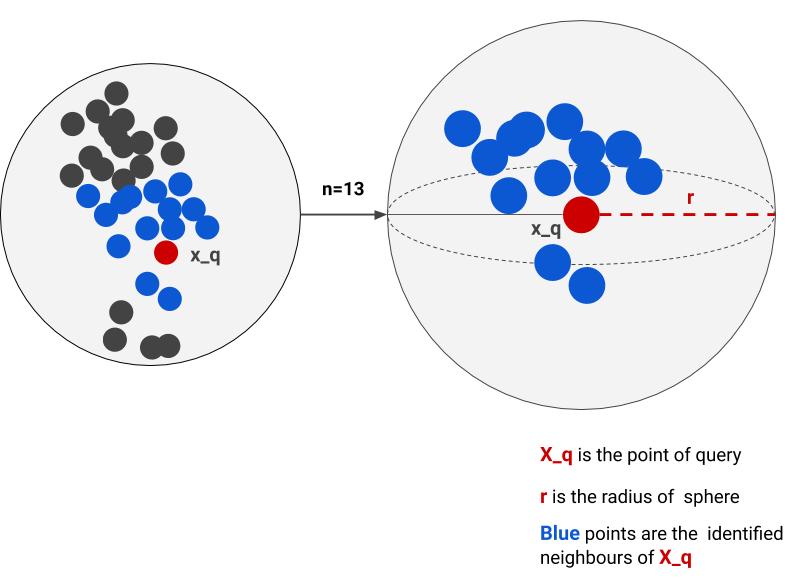 n=13
r
x_q
x_q
X_q is the point of query
r is the radius of sphere
Blue points are the identified
neighbours of X_q